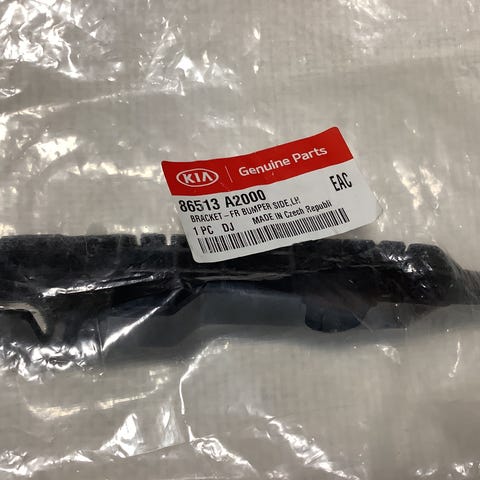 KIA Genuine Parts
86513 A2000
EAC
BRACKET-FR BUMPER SIDE,LH
1 PC DJ MADE IN Czech Republi